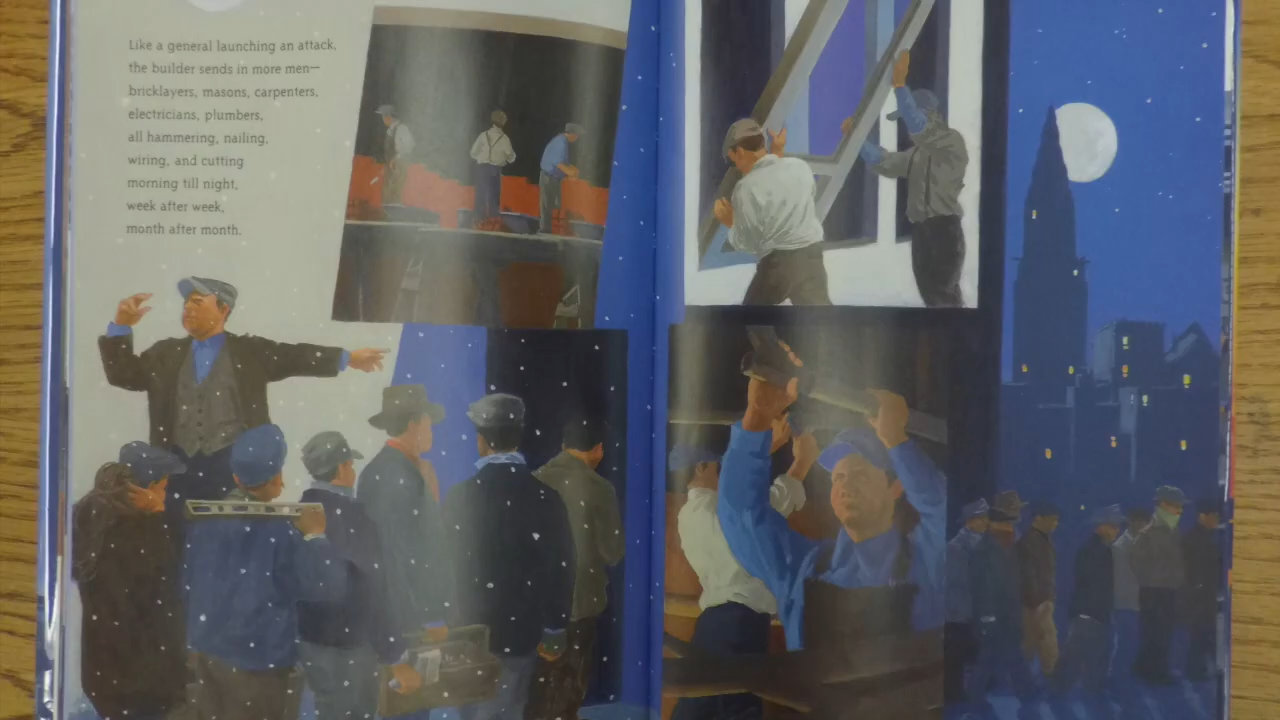 Like a general launching an attack,
the builder sends in more men—
bricklayers, masons, carpenters,
electricians, plumbers,
all hammering, nailing,
wiring, and cutting
morning till night,
week after week,
month after month.